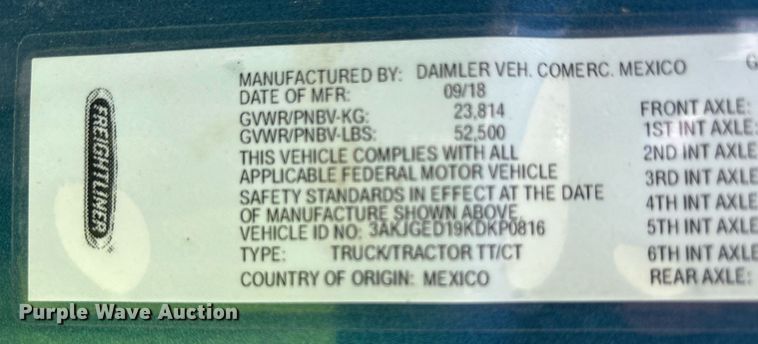 FREIGHTLINER
MANUFACTURED BY: DAIMLER VEH. COMERC. MEXICO G
DATE OF MFR: 09/18
GVWR/PNBV-KG: 23,814 FRONT AXLE:
GVWR/PNBV-LBS: 52,500 1ST INT AXLE:
THIS VEHICLE COMPLIES WITH ALL 2ND INT AXLE
APPLICABLE FEDERAL MOTOR VEHICLE 3RD INT AXLE
SAFETY STANDARDS IN EFFECT AT THE DATE 4TH INT AXLE
OF MANUFACTURE SHOWN ABOVE. 5TH INT AXLE
VEHICLE ID NO: 3AKJGED19KDKP0816
TYPE: TRUCK/TRACTOR TT/CT 6TH INT AXLE
COUNTRY OF ORIGIN: MEXICO REAR AXLE:
Purple Wave Auction